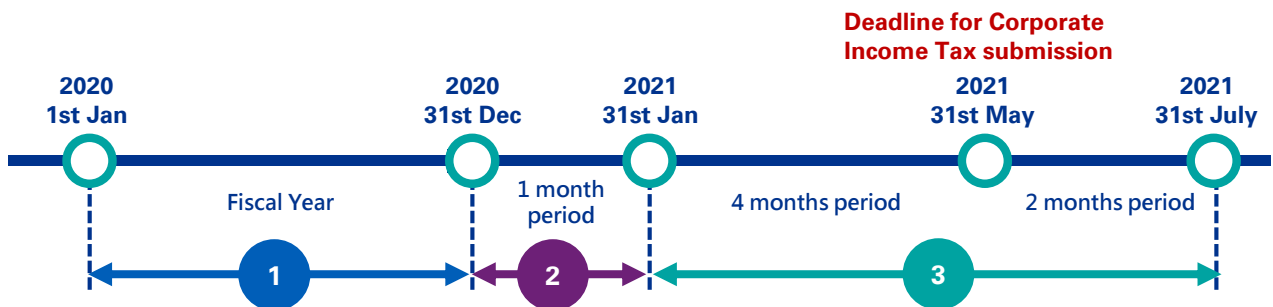 Deadline for Corporate
Income Tax submission
2020
1st Jan
2020
31st Dec
2021
31st Jan
2021
31st May
2021
31st July
Fiscal Year
1 month
period
4 months period
2 months period
1
2
3